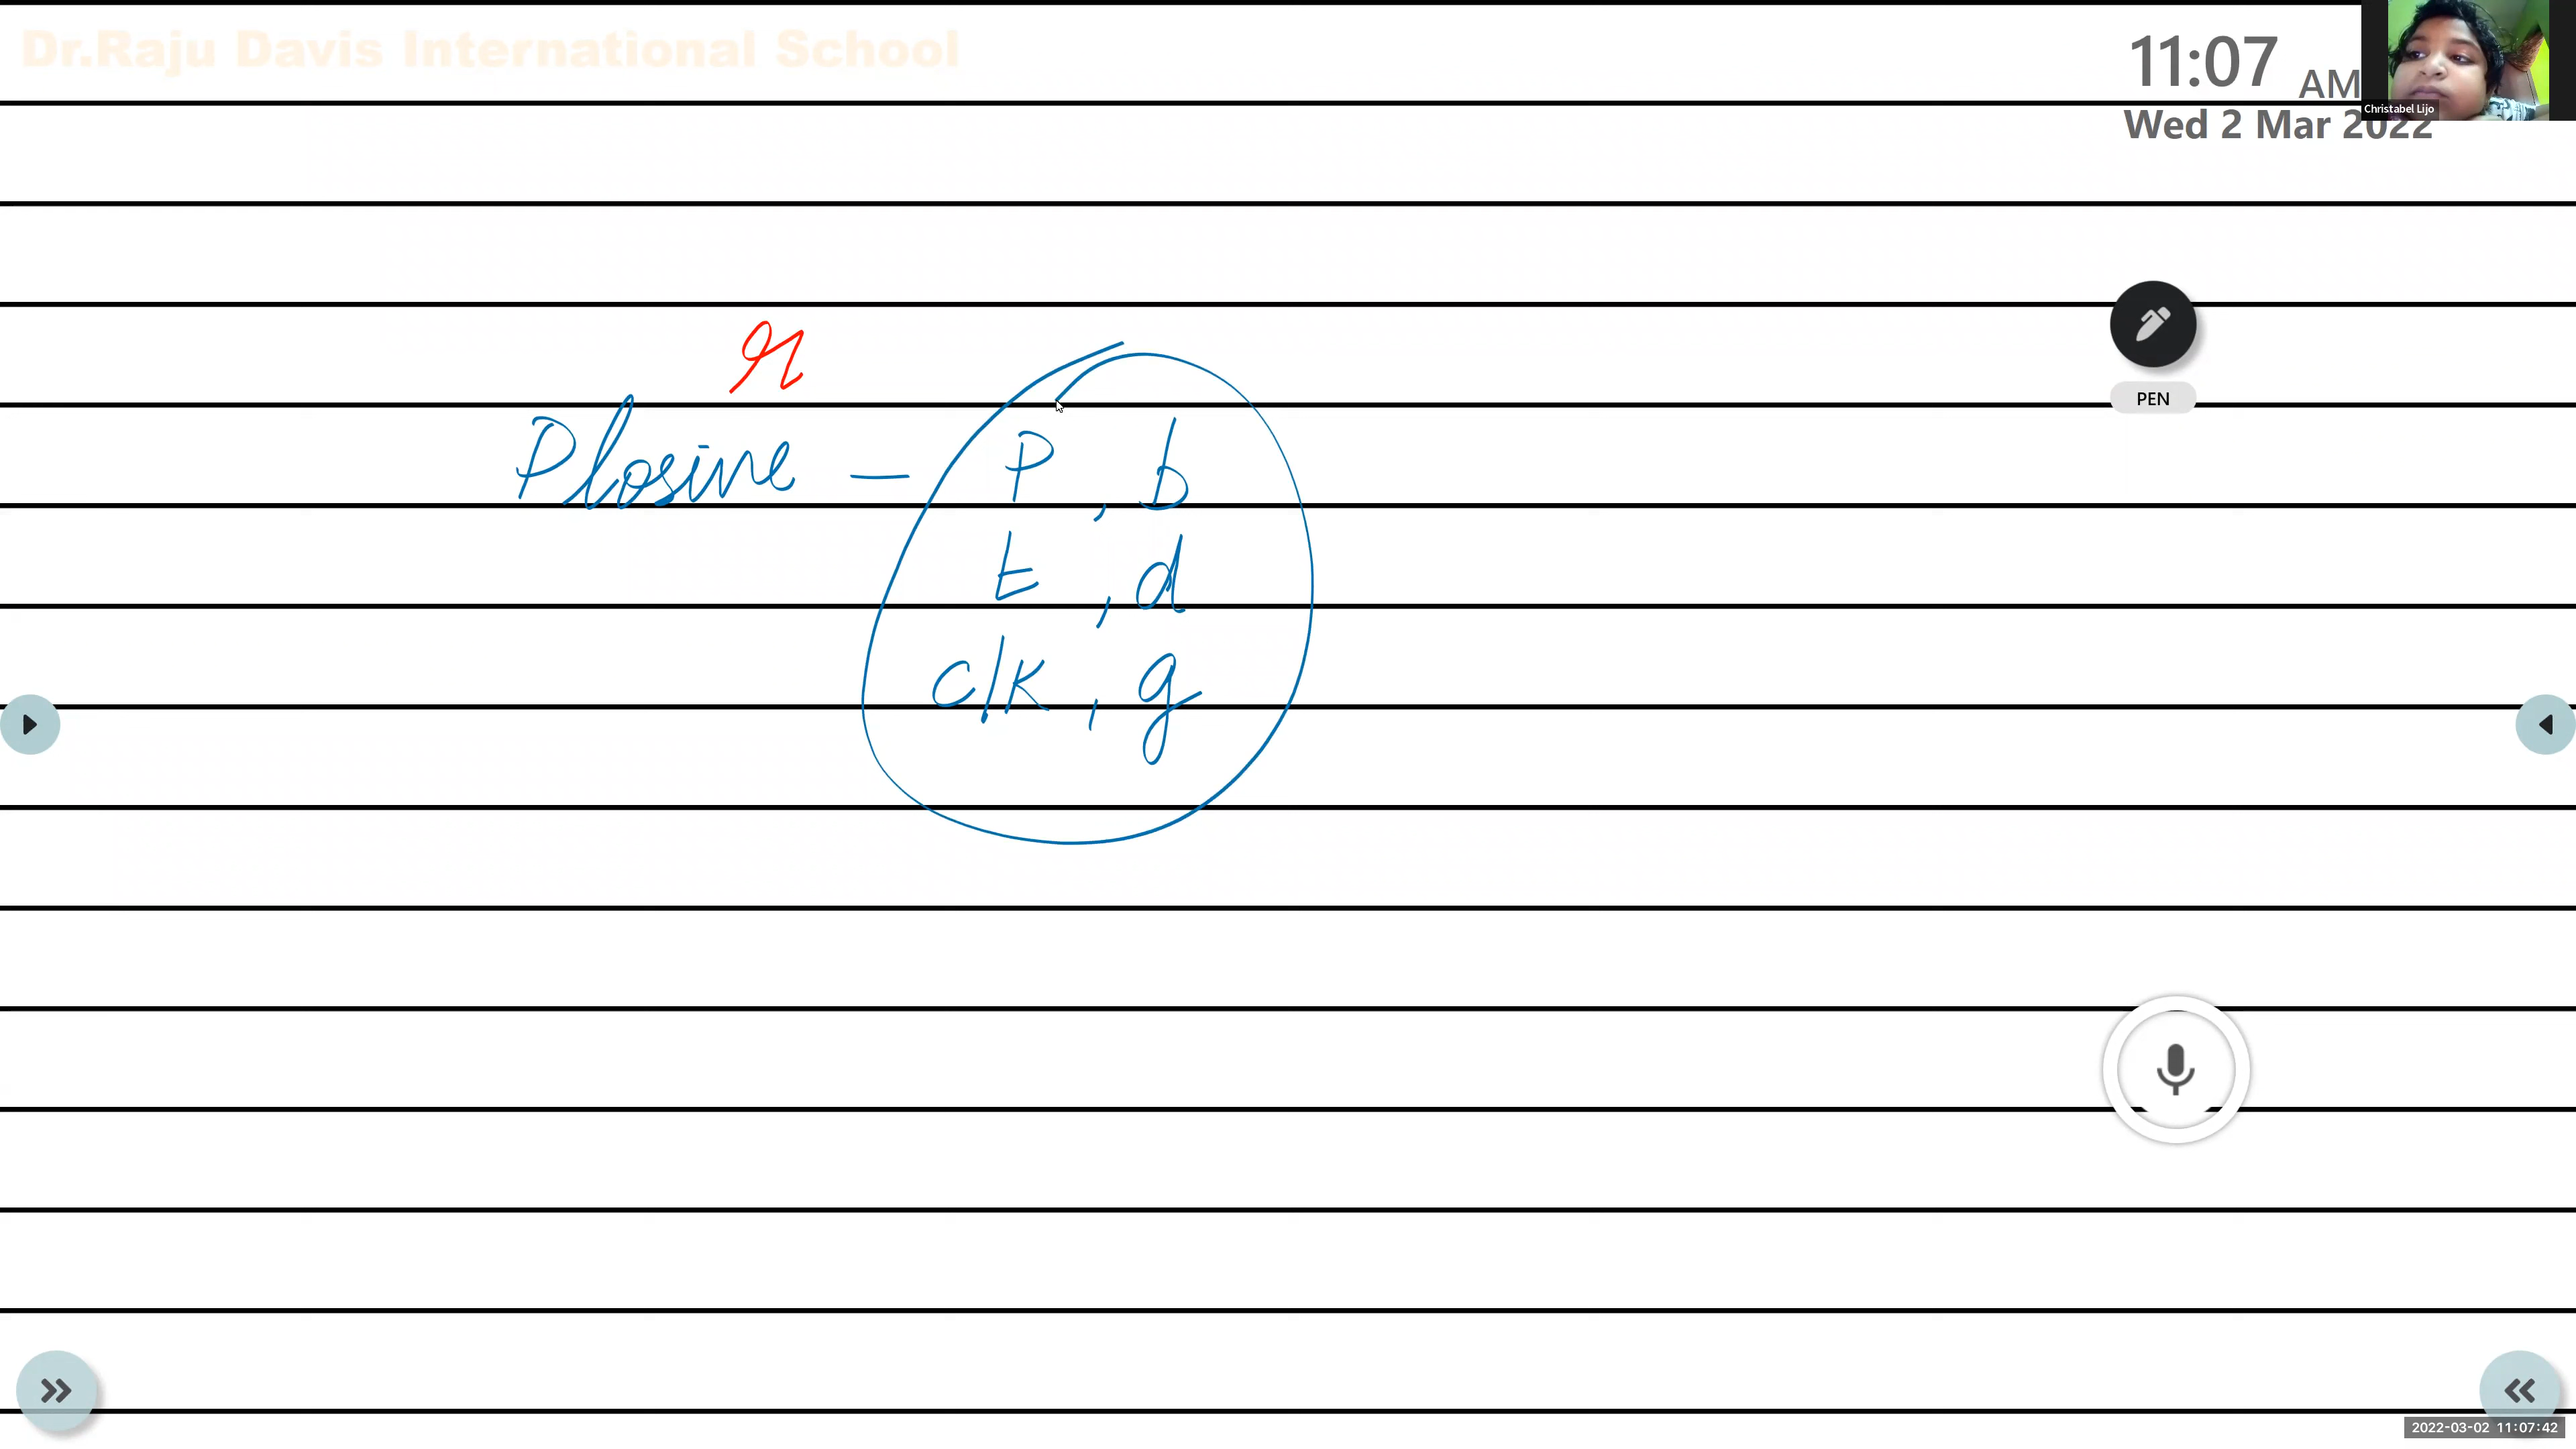 Dr.Raju Davis International School
11:07 AM
Christabel Lijo
Wed 2 Mar 2022
PEN
Plosive - P, b
t, d
c/k, g
2022-03-02 11:07:42